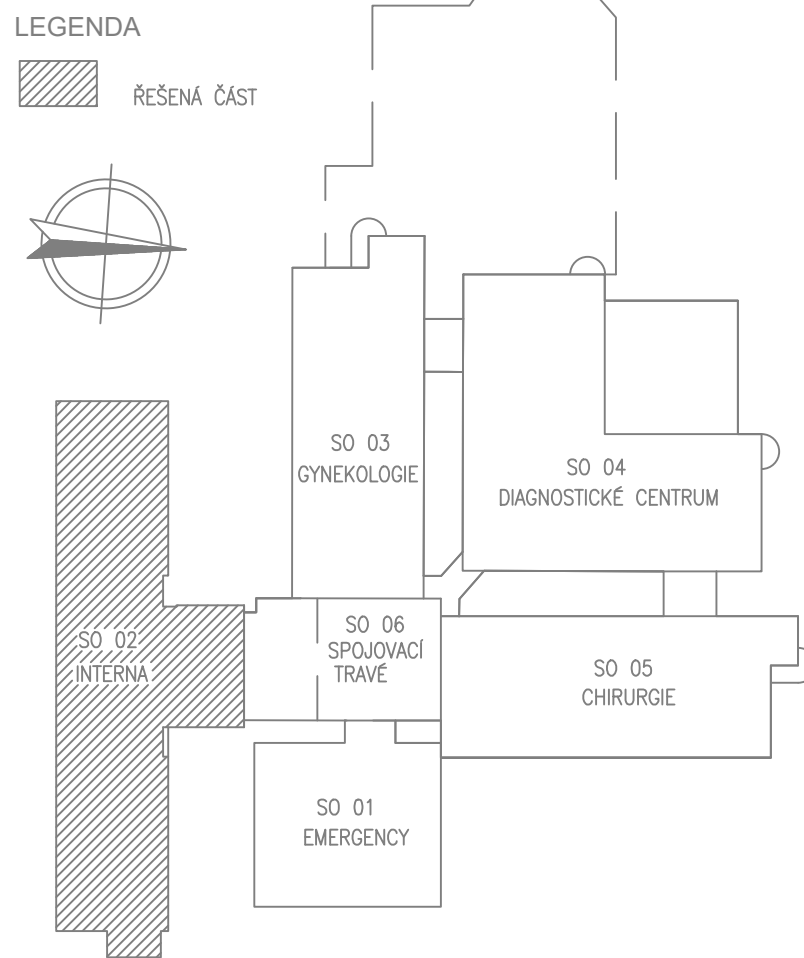 LEGENDA
ŘEŠENÁ ČÁST
SO 03
GYNEKOLOGIE
SO 04
DIAGNOSTICKÉ CENTRUM
SO 02
INTERNA
SO 06
SPOJOVACÍ
TRAVÉ
SO 05
CHIRURGIE
SO 01
EMERGENCY